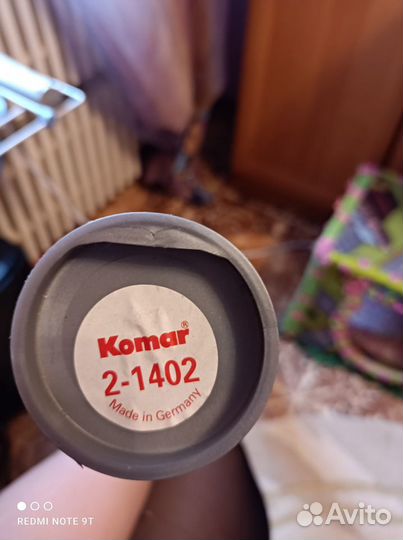 Komar®
2-1402
Made in Germany
REDMI NOTE 9T
Avito